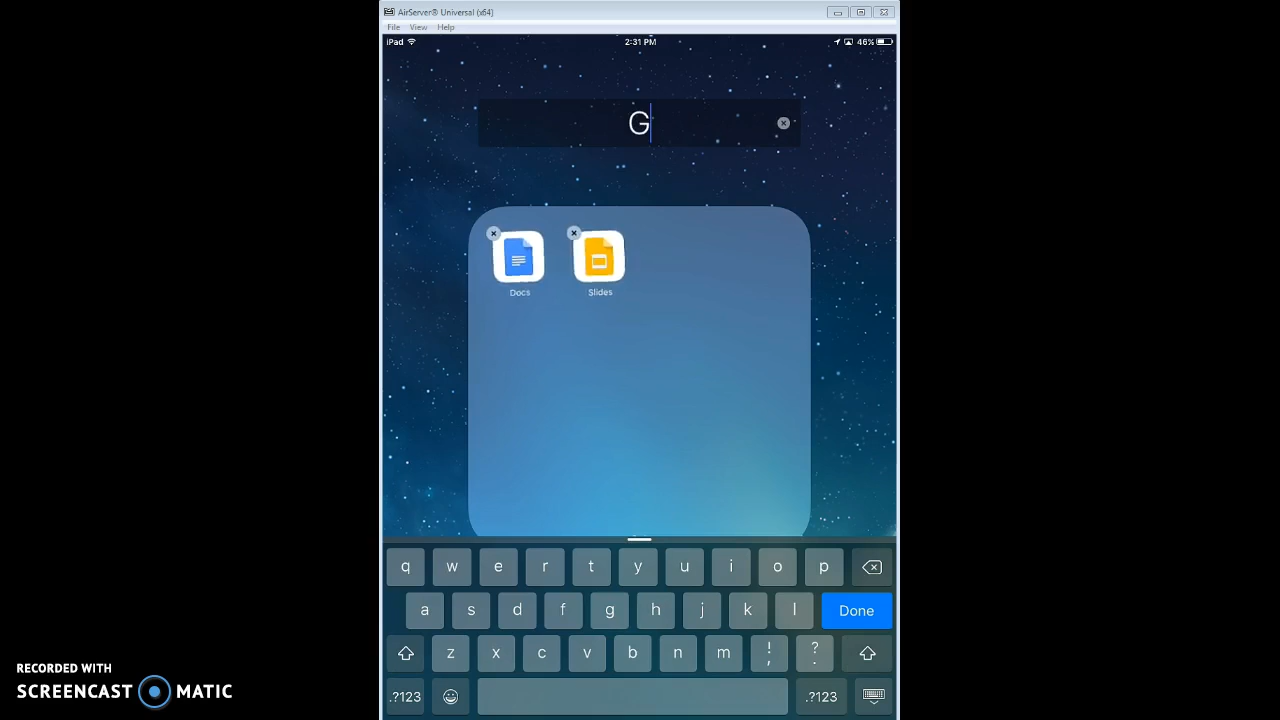 AirServer® Universal (x64)
File View Help
iPad 2:31 PM 46%
G
Docs Slides
q w e r t y u i o p
a s d f g h j k l Done
z x c v b n m ! , ? .
.?123 .?123
RECORDED WITH
SCREENCAST MATIC